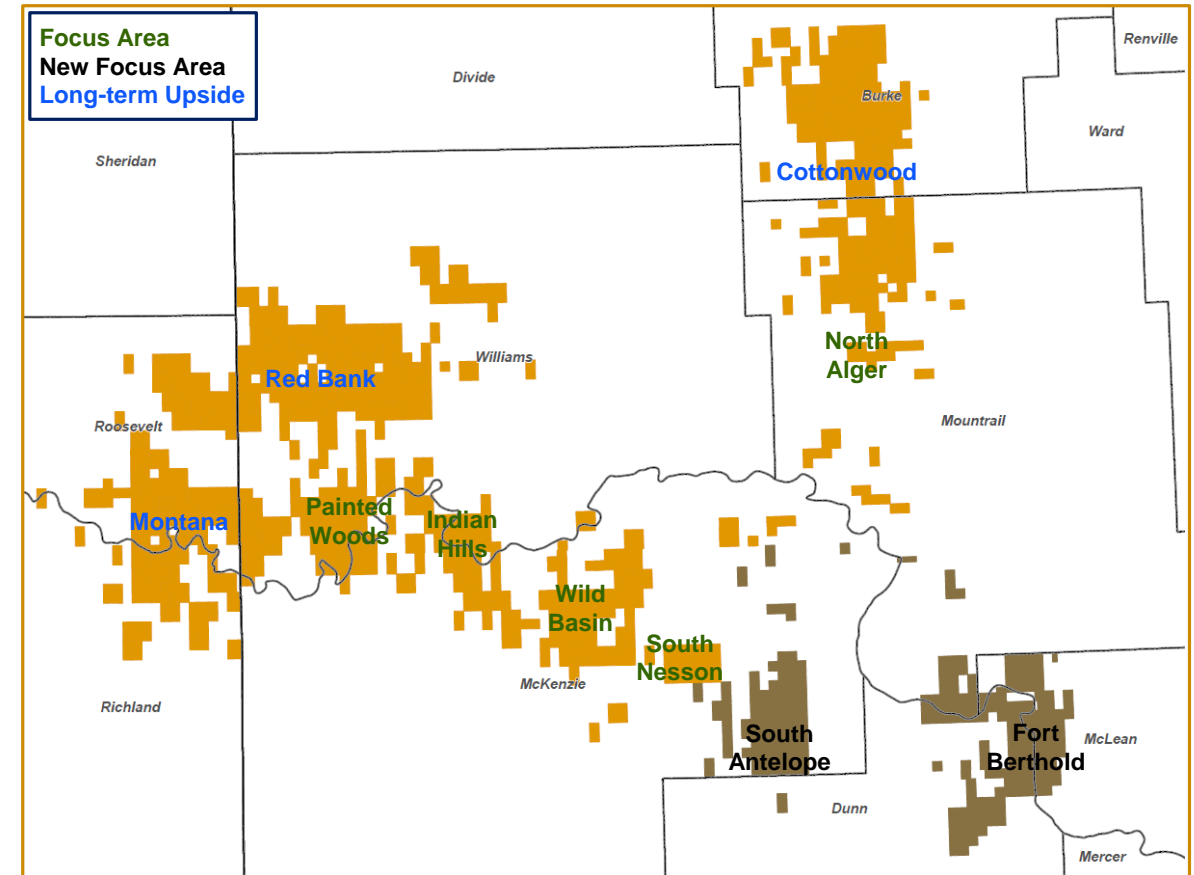 Focus Area
New Focus Area
Long-term Upside
Renville
Divide
Burke
Ward
Sheridan
Cottonwood
North
Alger
Williams
Red Bank
Roosevelt
Mountrail
Montana
Painted
Woods
Indian
Hills
Wild
Basin
South
Nesson
McKenzie
Richland
South
Antelope
Fort
Berthold
McLean
Dunn
Mercer